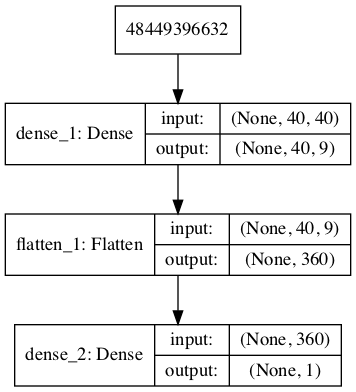 48449396632
dense_1: Dense
input: (None, 40, 40)
output: (None, 40, 9)
flatten_1: Flatten
input: (None, 40, 9)
output: (None, 360)
dense_2: Dense
input: (None, 360)
output: (None, 1)